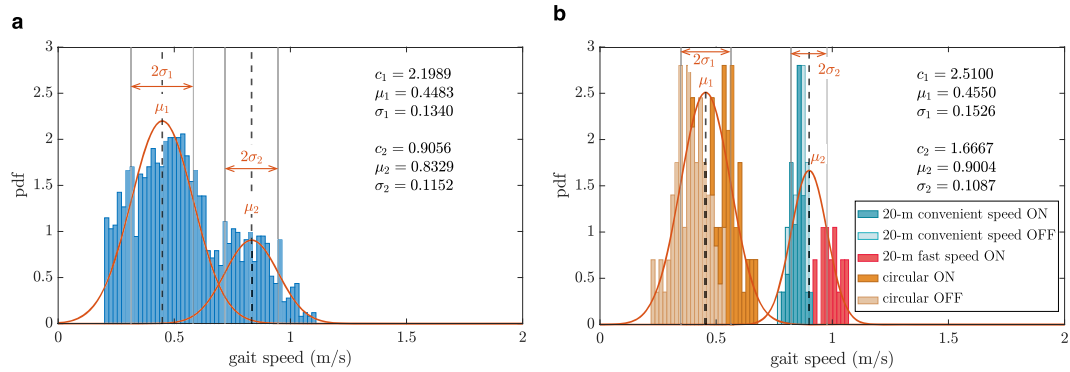 a
pdf
3
2.5
2
1.5
1
0.5
0
0
0.5
1
1.5
2
gait speed (m/s)
2σ₁
μ₁
2σ₂
μ₂
c₁ = 2.1989
μ₁ = 0.4483
σ₁ = 0.1340
c₂ = 0.9056
μ₂ = 0.8329
σ₂ = 0.1152
b
pdf
3
2.5
2
1.5
1
0.5
0
0
0.5
1
1.5
2
gait speed (m/s)
2σ₁
μ₁
2σ₂
μ₂
c₁ = 2.5100
μ₁ = 0.4550
σ₁ = 0.1526
c₂ = 1.6667
μ₂ = 0.9004
σ₂ = 0.1087
20-m convenient speed ON
20-m convenient speed OFF
20-m fast speed ON
circular ON
circular OFF